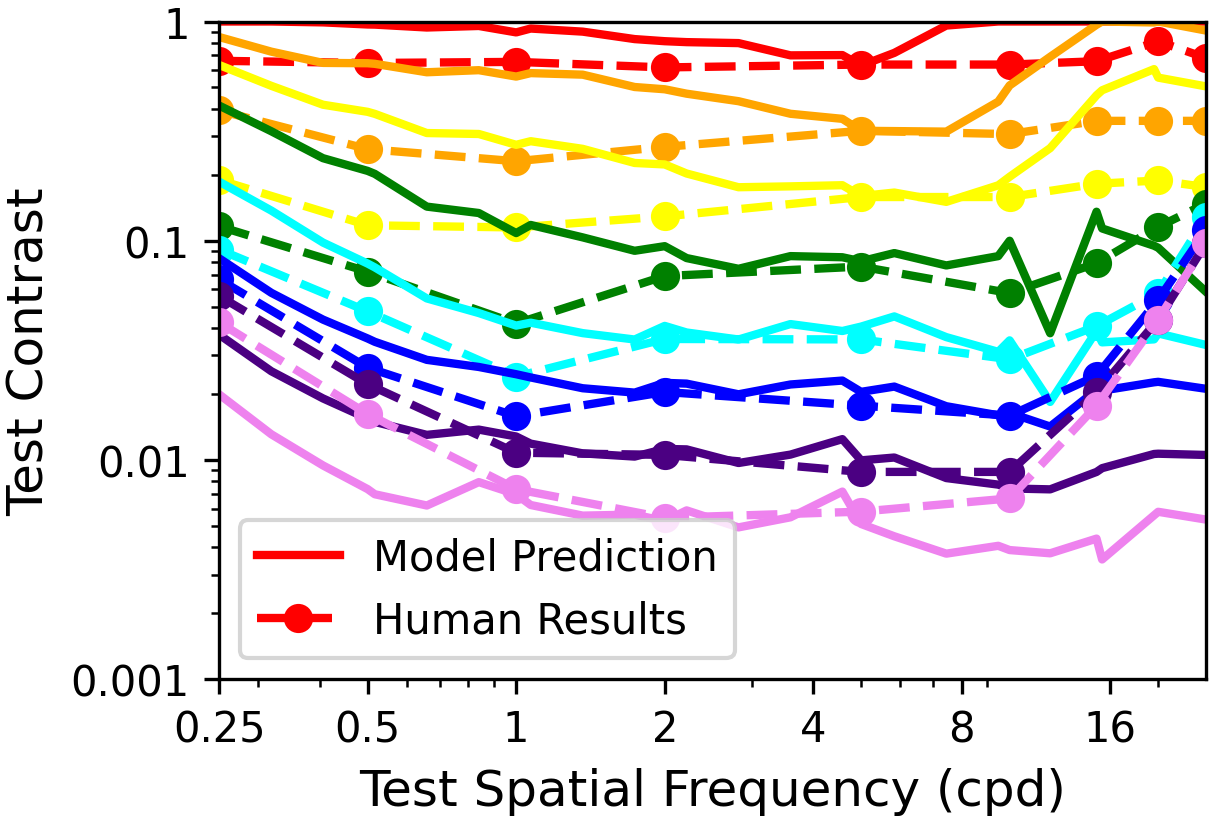 1
0.1
0.01
0.001
Test Contrast
Model Prediction
Human Results
0.25 0.5 1 2 4 8 16
Test Spatial Frequency (cpd)